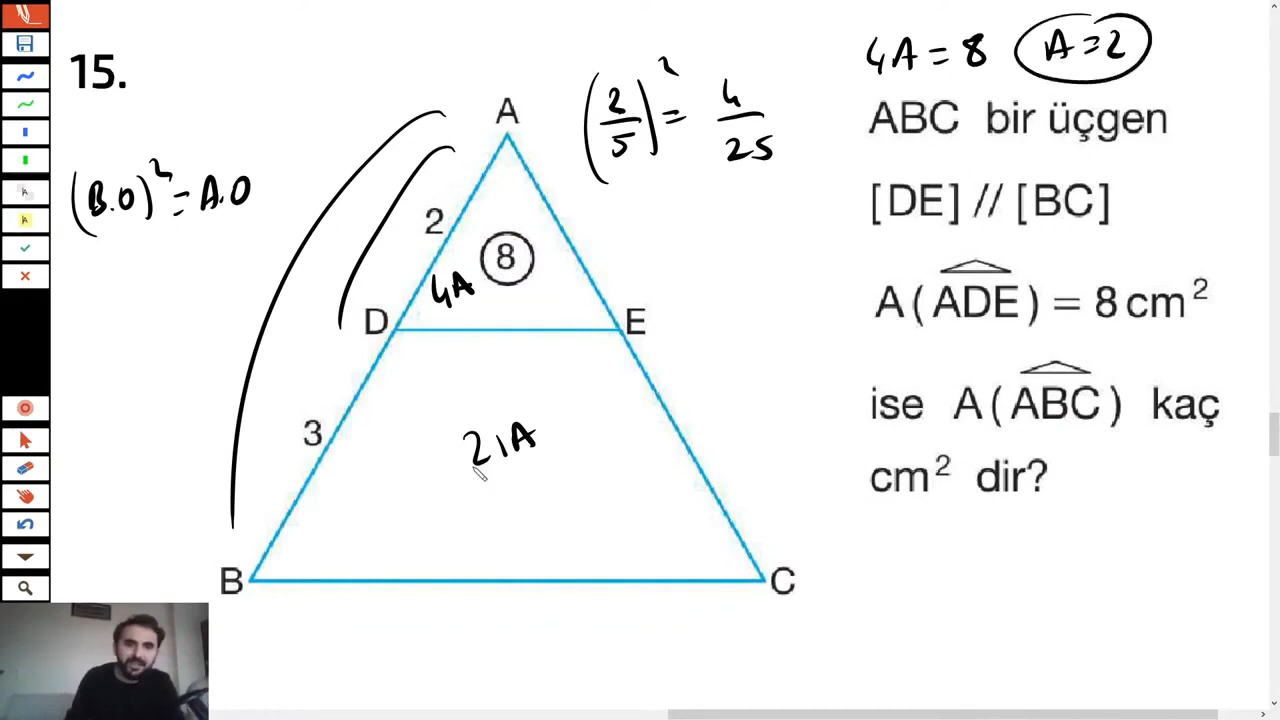 15.
4A = 8 A = 2
(2/5)² = 4/25
(B.O)² = A.O
A
2
8
4A
D
E
3
21A
B
C
ABC bir üçgen
[DE] // [BC]
A(ADE) = 8 cm²
ise A(ABC) kaç
cm² dir?